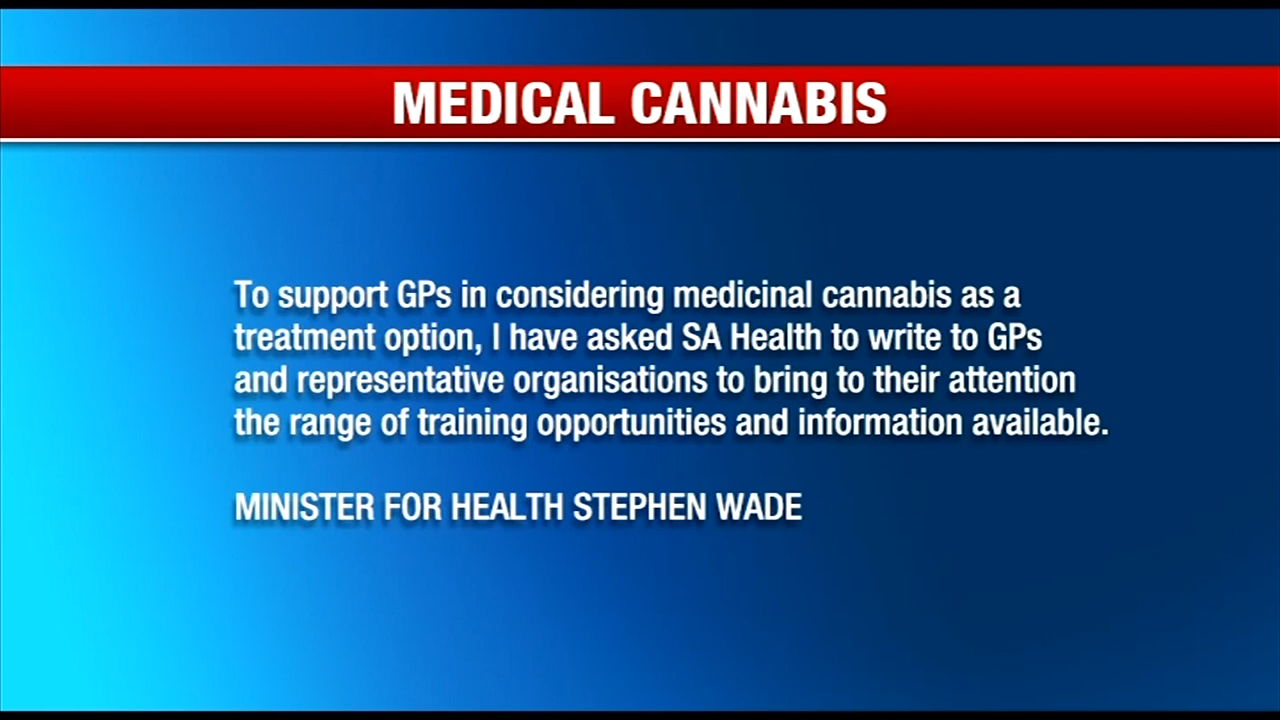 MEDICAL CANNABIS
To support GPs in considering medicinal cannabis as a
treatment option, I have asked SA Health to write to GPs
and representative organisations to bring to their attention
the range of training opportunities and information available.
MINISTER FOR HEALTH STEPHEN WADE